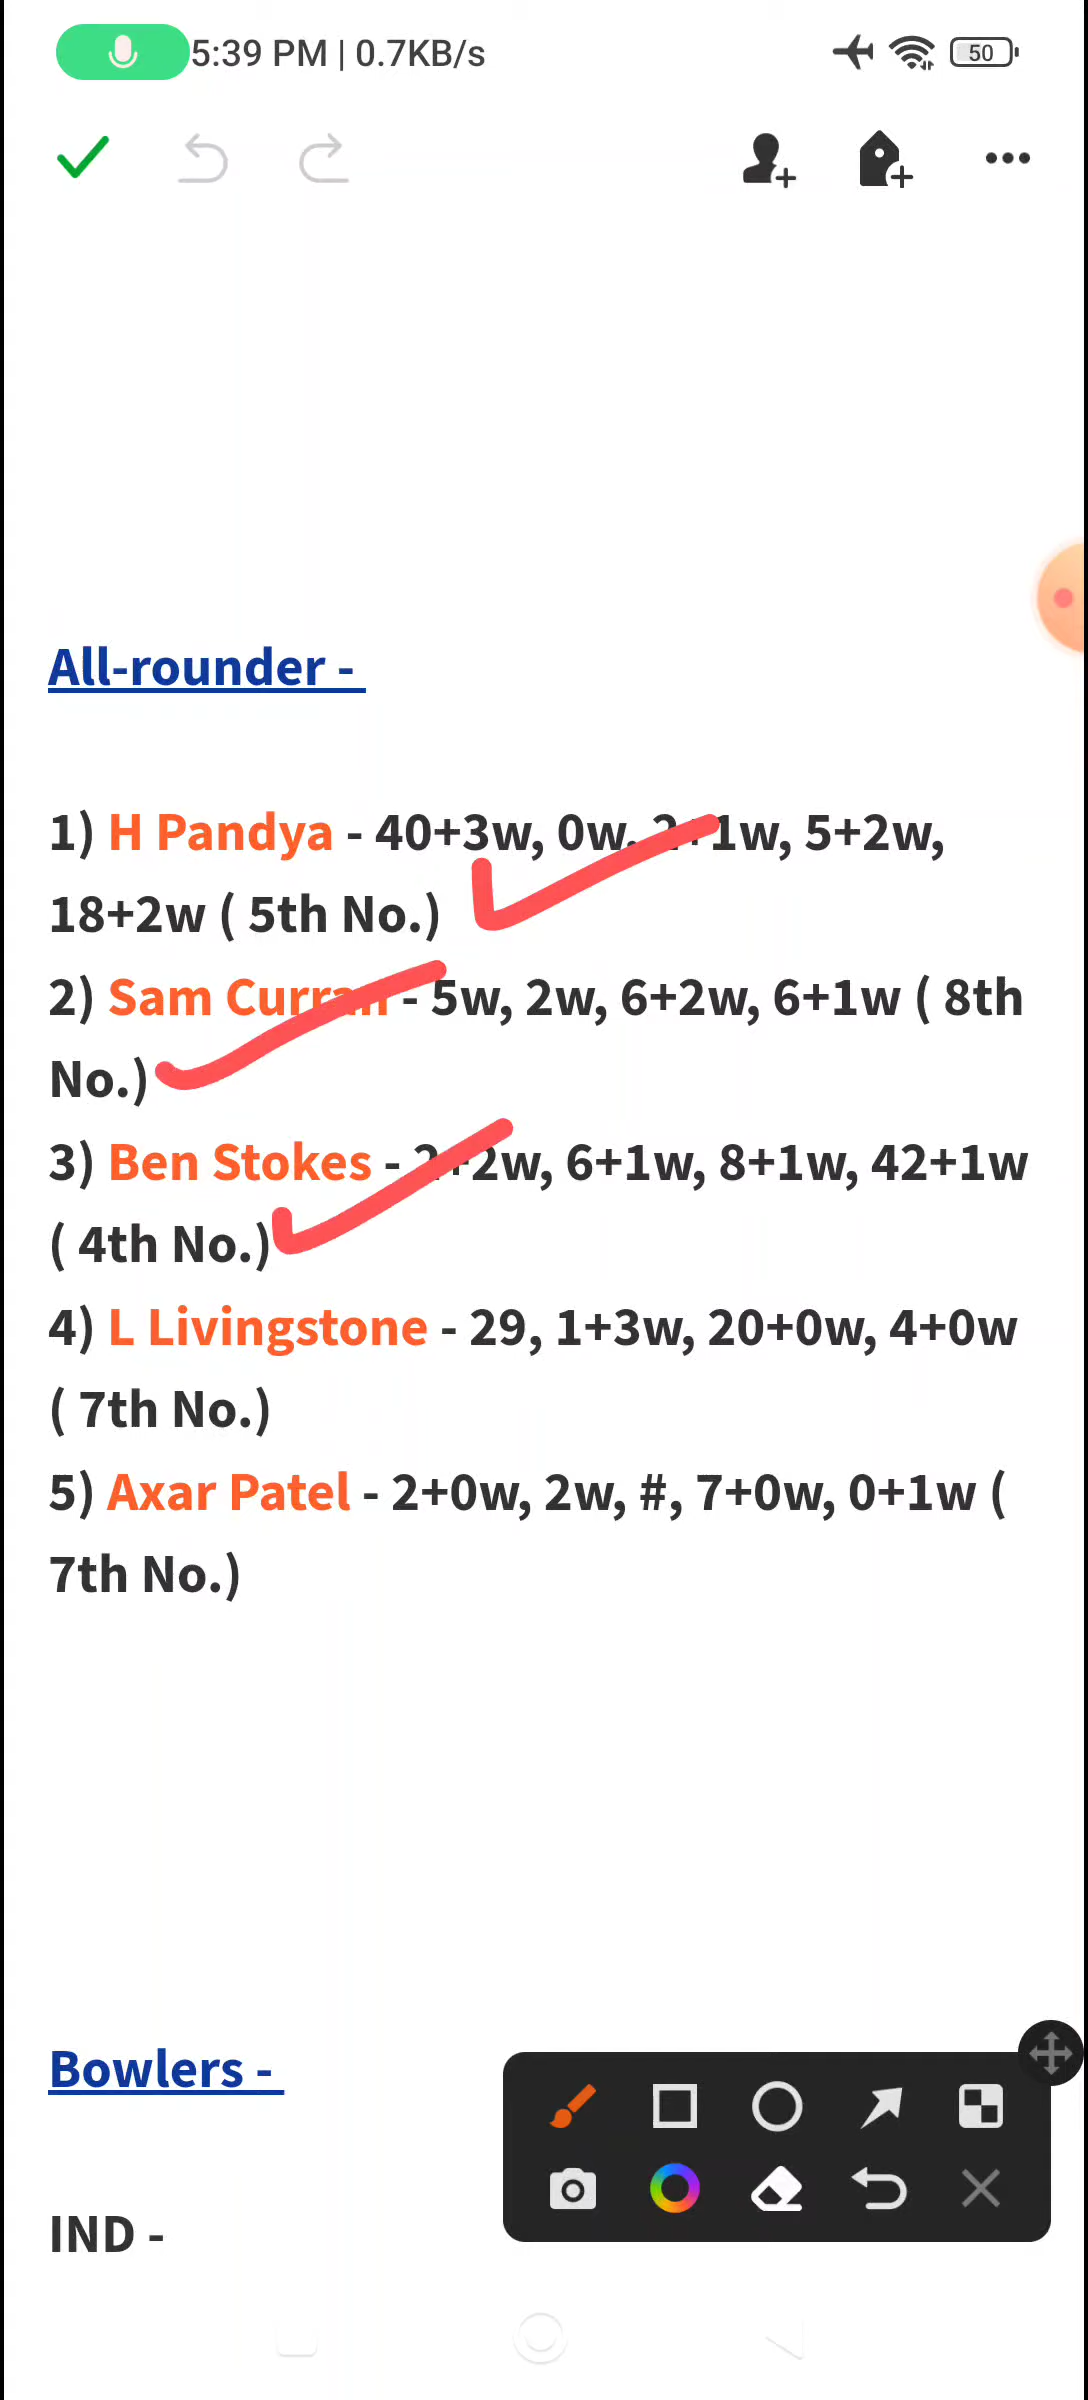 5:39 PM | 0.7KB/s
50
All-rounder -
1) H Pandya - 40+3w, 0w, 2+1w, 5+2w,
18+2w ( 5th No.)
2) Sam Curran - 5w, 2w, 6+2w, 6+1w ( 8th
No.)
3) Ben Stokes - 2+2w, 6+1w, 8+1w, 42+1w
( 4th No.)
4) L Livingstone - 29, 1+3w, 20+0w, 4+0w
( 7th No.)
5) Axar Patel - 2+0w, 2w, #, 7+0w, 0+1w (
7th No.)
Bowlers -
IND -